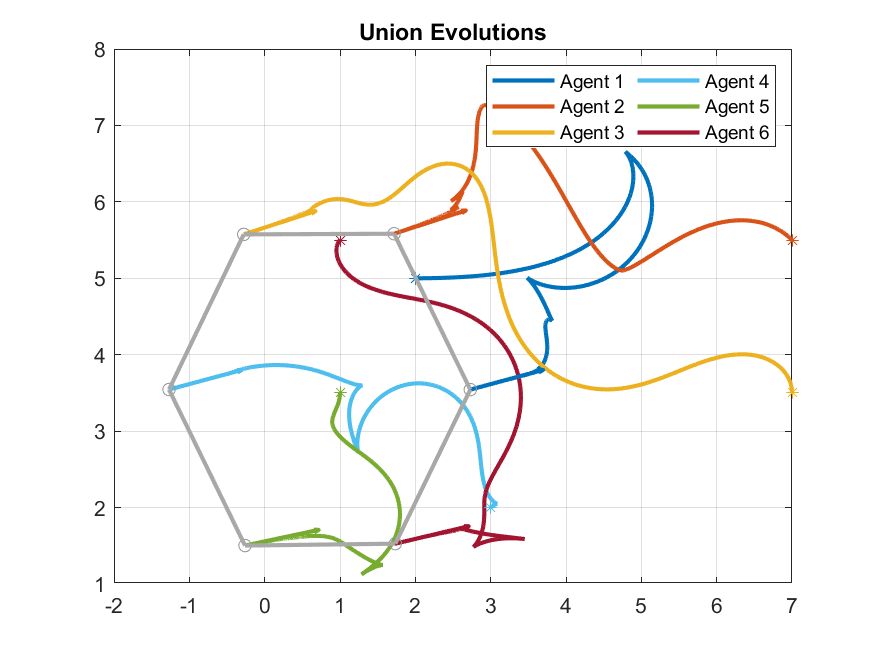 Union Evolutions
8
7
6
5
4
3
2
1
-2 -1 0 1 2 3 4 5 6 7
Agent 1 Agent 4
Agent 2 Agent 5
Agent 3 Agent 6